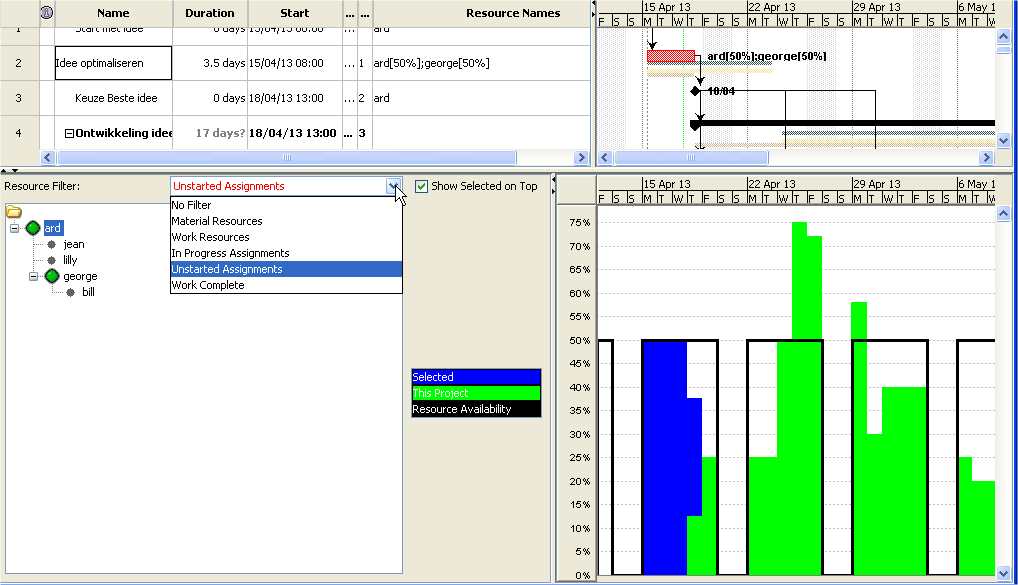 Name Duration Start ... ... Resource Names
1 Start met idee 0 days 15/04/13 08:00 ... ard
2 Idee optimaliseren 3.5 days 15/04/13 08:00 ... 1 ard[50%];george[50%]
3 Keuze Beste idee 0 days 18/04/13 13:00 ... 2 ard
4 Ontwikkeling idee 17 days? 18/04/13 13:00 ... 3
15 Apr 13 22 Apr 13 29 Apr 13 6 May 1
F S S M T W T F S S M T W T F S S M T W T F S S M T W
ard[50%];george[50%]
18/04
Resource Filter:
Unstarted Assignments
Show Selected on Top
No Filter
Material Resources
Work Resources
In Progress Assignments
Unstarted Assignments
Work Complete
ard
jean
lilly
george
bill
Selected
This Project
Resource Availability
15 Apr 13 22 Apr 13 29 Apr 13 6 May 1
F S S M T W T F S S M T W T F S S M T W T F S S M T W
75%
70%
65%
60%
55%
50%
45%
40%
35%
30%
25%
20%
15%
10%
5%
0%